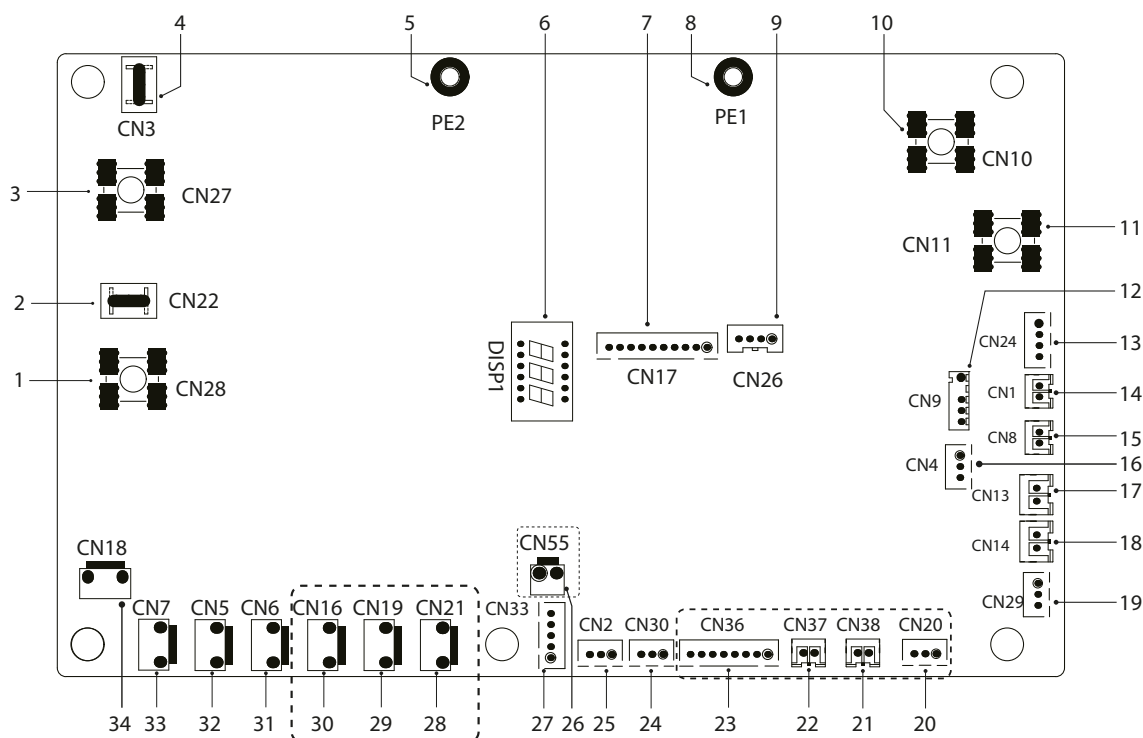 4 5 6 7 8 9 10
CN3 PE2 PE1 CN10
3 CN27
CN11 11
2 CN22
12
1 CN28
DISP1
CN17 CN26
CN24 13
CN9 CN1 14
CN8 15
CN4 16
CN13 17
CN14 18
CN29 19
CN18 CN55
CN7 CN5 CN6 CN16 CN19 CN21 CN33 CN2 CN30 CN36 CN37 CN38 CN20
34 33 32 31 30 29 28 27 26 25 24 23 22 21 20